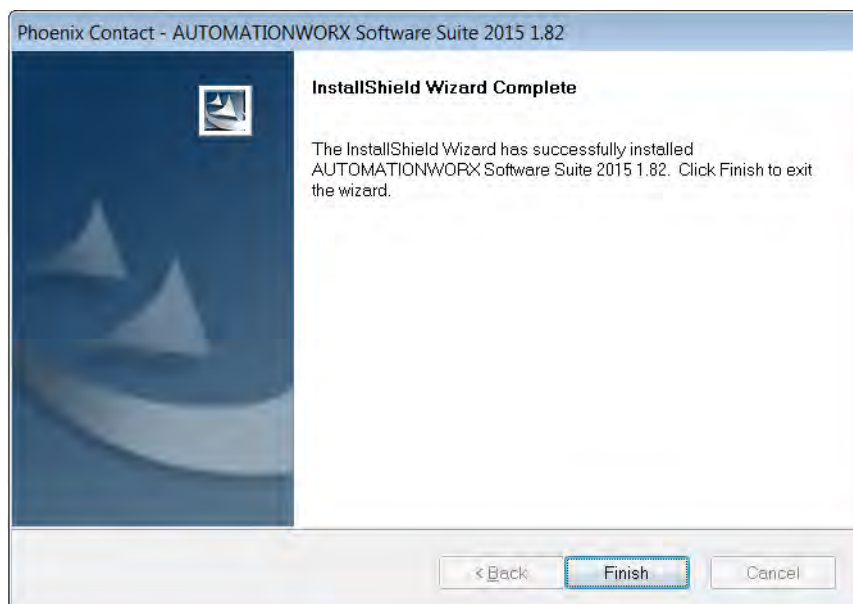 Phoenix Contact - AUTOMATIONWORX Software Suite 2015 1.82
InstallShield Wizard Complete
The InstallShield Wizard has successfully installed
AUTOMATIONWORX Software Suite 2015 1.82. Click Finish to exit
the wizard.
< Back
Finish
Cancel